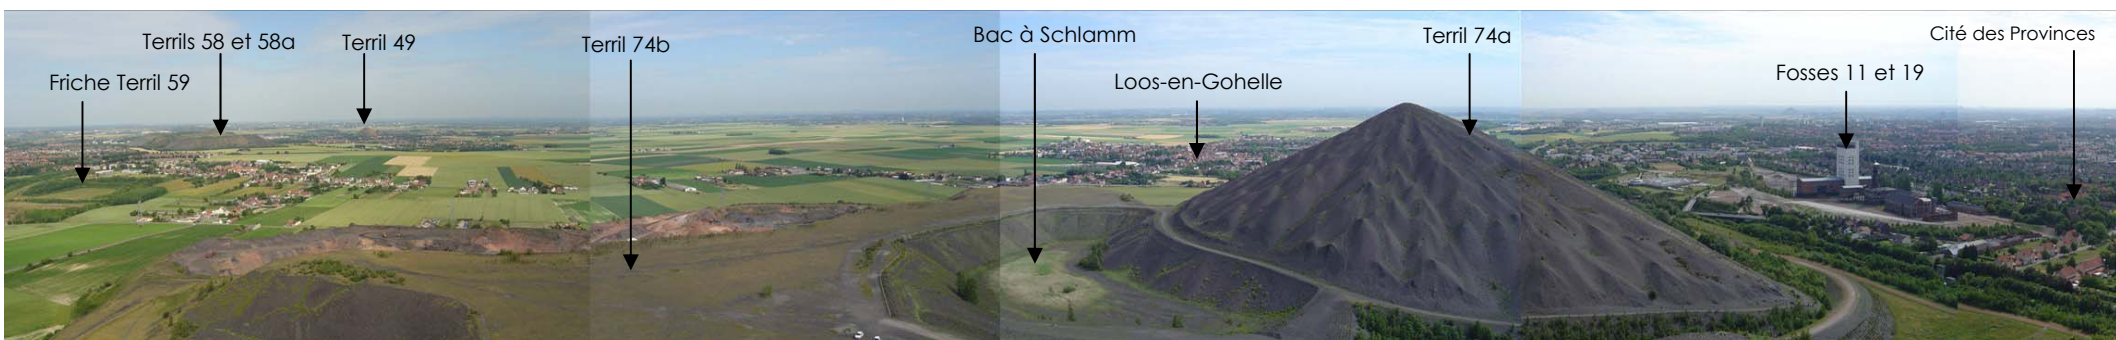 Friche Terril 59
Terrils 58 et 58a
Terril 49
Terril 74b
Bac à Schlamm
Loos-en-Gohelle
Terril 74a
Fosses 11 et 19
Cité des Provinces